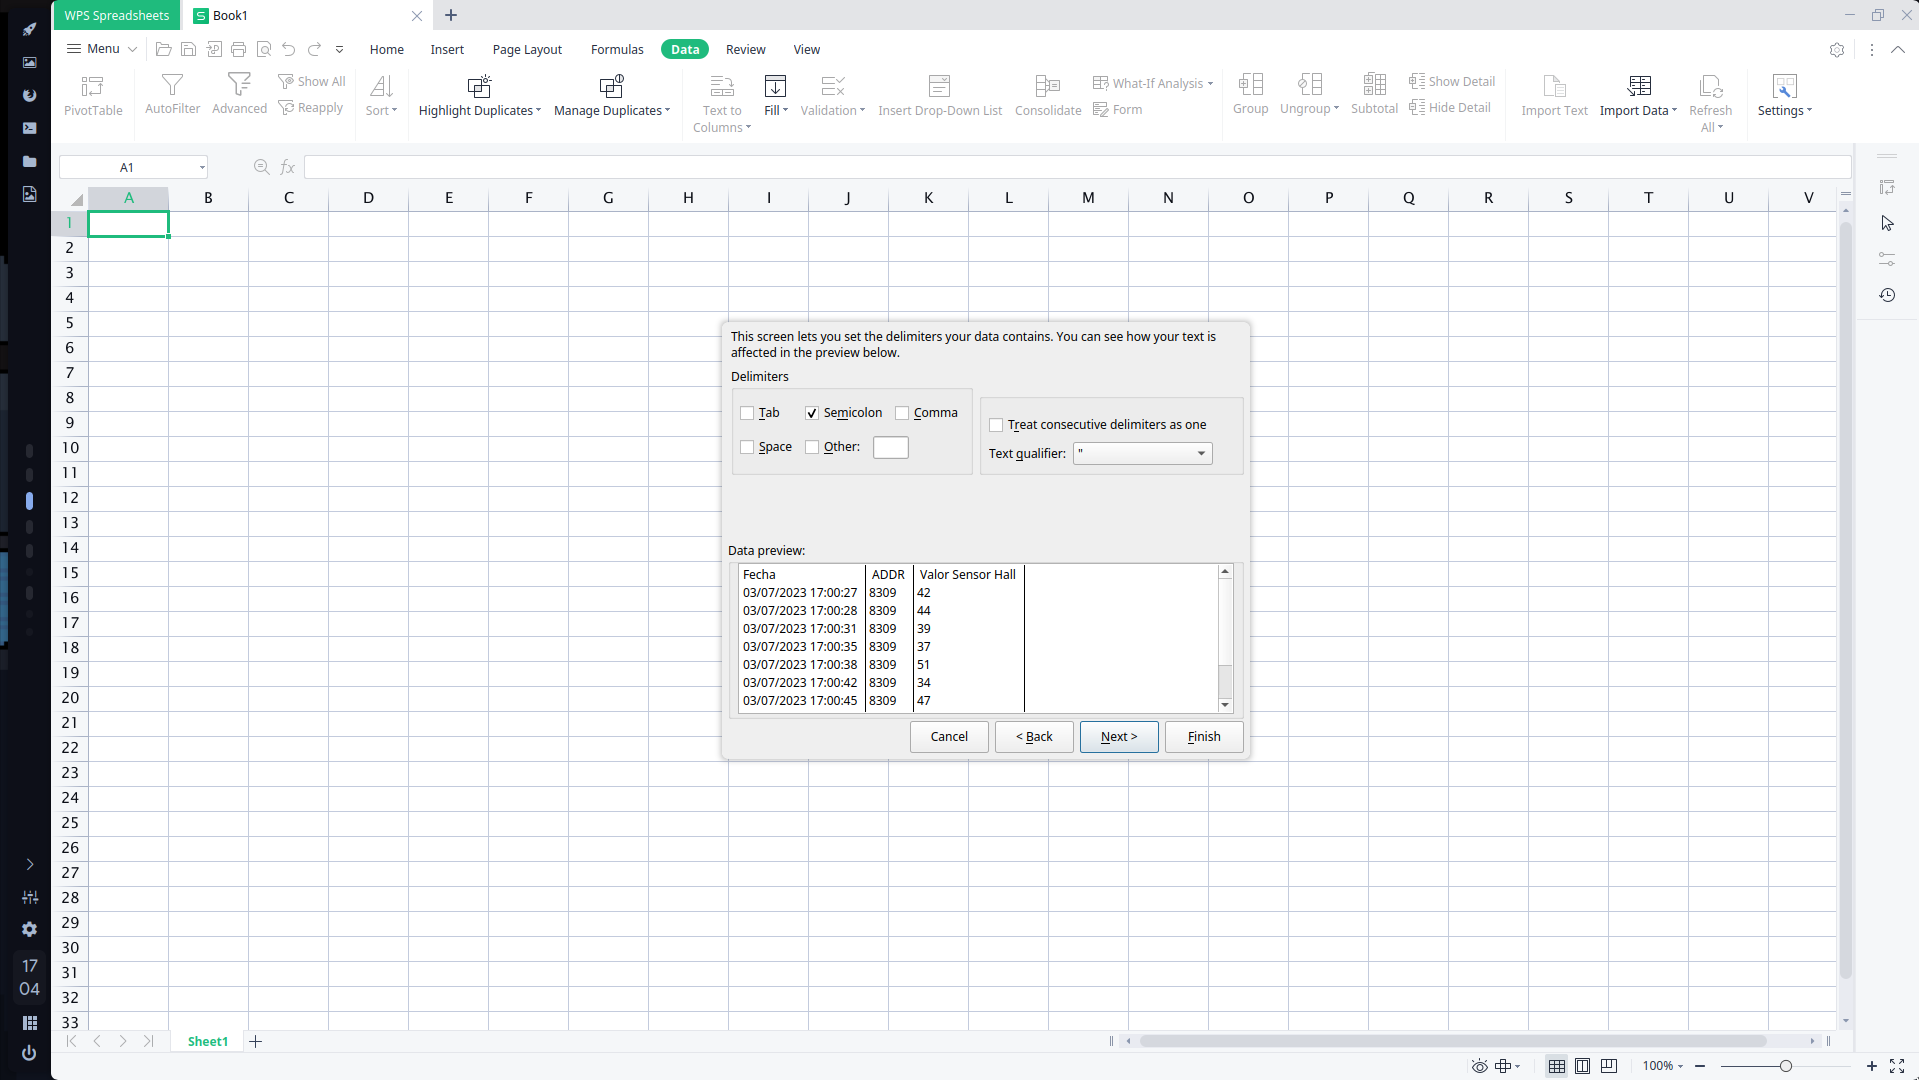 WPS Spreadsheets Book1
Menu Home Insert Page Layout Formulas Data Review View
PivotTable AutoFilter Advanced Show All Reapply Sort Highlight Duplicates Manage Duplicates Text to Columns Fill Validation Insert Drop-Down List Consolidate What-If Analysis Form Group Ungroup Subtotal Show Detail Hide Detail Import Text Import Data Refresh All Settings
A1 fx
A B C D E F G H I J K L M N O P Q R S T U V
1
2
3
4
5
6
7
8
9
10
11
12
13
14
15
16
17
18
19
20
21
22
23
24
25
26
27
28
29
30
31
32
33
This screen lets you set the delimiters your data contains. You can see how your text is
affected in the preview below.
Delimiters
Tab Semicolon Comma
Space Other:
Treat consecutive delimiters as one
Text qualifier: "
Data preview:
Fecha ADDR Valor Sensor Hall
03/07/2023 17:00:27 8309 42
03/07/2023 17:00:28 8309 44
03/07/2023 17:00:31 8309 39
03/07/2023 17:00:35 8309 37
03/07/2023 17:00:38 8309 51
03/07/2023 17:00:42 8309 34
03/07/2023 17:00:45 8309 47
Cancel < Back Next > Finish
17
04
Sheet1
100%